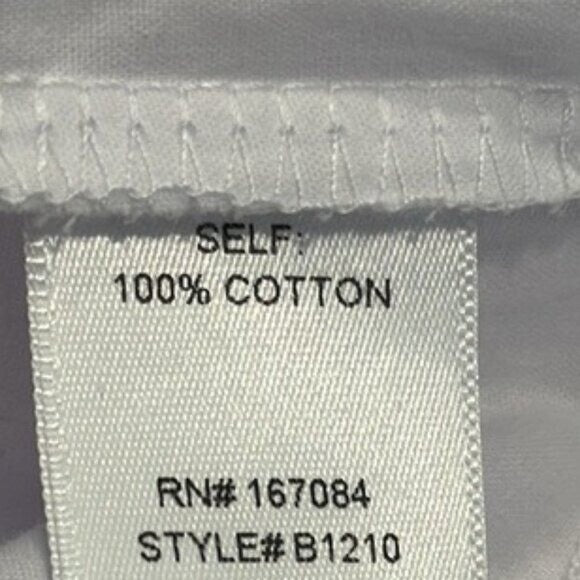 SELF:
100% COTTON
RN# 167084
STYLE# B1210